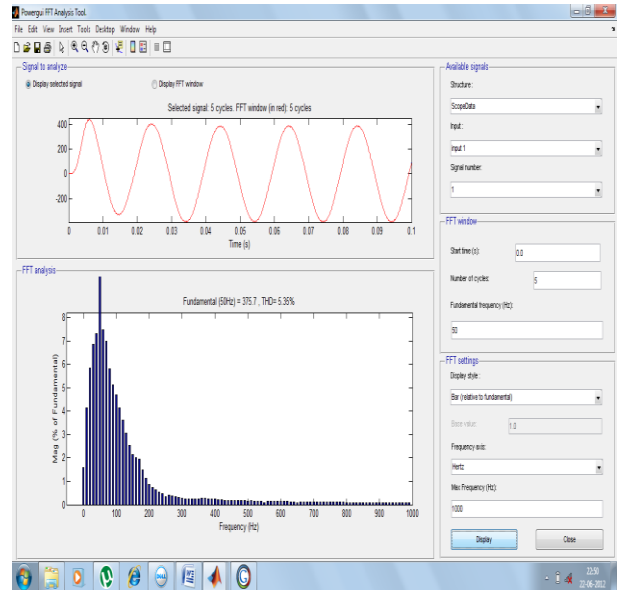 Powergui FFT Analysis Tool.
File Edit View Insert Tools Desktop Window Help
Signal to analyze
Display selected signal
Display FFT window
Selected signal: 5 cycles. FFT window (in red): 5 cycles
400
200
0
-200
0 0.01 0.02 0.03 0.04 0.05 0.06 0.07 0.08 0.09 0.1
Time (s)
FFT analysis
Fundamental (50Hz) = 375.7 , THD= 5.35%
Mag (% of Fundamental)
8
7
6
5
4
3
2
1
0
0 100 200 300 400 500 600 700 800 900 1000
Frequency (Hz)
Available signals
Structure :
ScopeData
Input :
input 1
Signal number:
1
FFT window
Start time (s): 0.0
Number of cycles: 5
Fundamental frequency (Hz):
50
FFT settings
Display style :
Bar (relative to fundamental)
Base value: 1.0
Frequency axis:
Hertz
Max Frequency (Hz):
1000
Display Close
DELL
22:50
22-06-2012